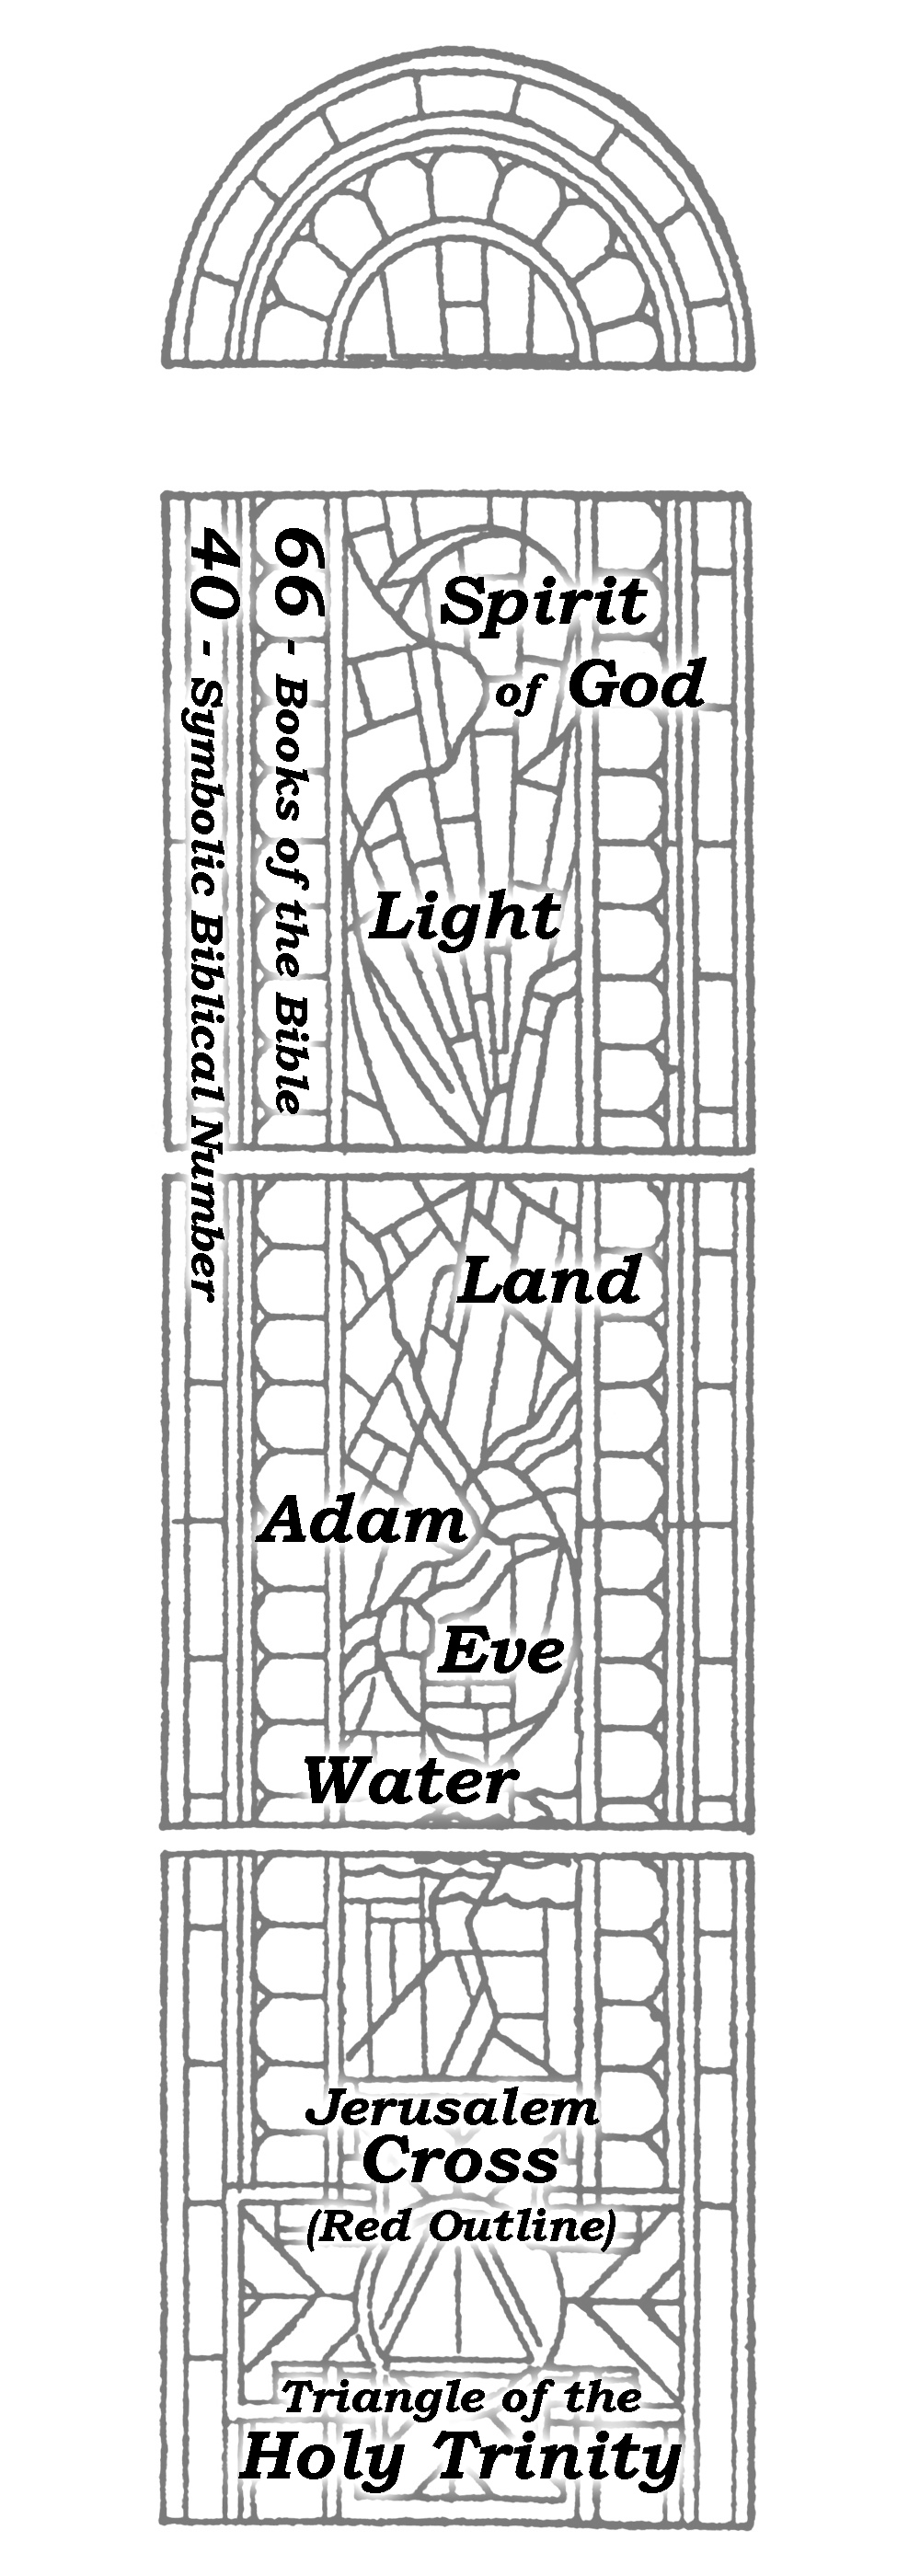 40 - Symbolic Biblical Number
66 - Books of the Bible
Spirit
of God
Light
Land
Adam
Eve
Water
Jerusalem
Cross
(Red Outline)
Triangle of the
Holy Trinity